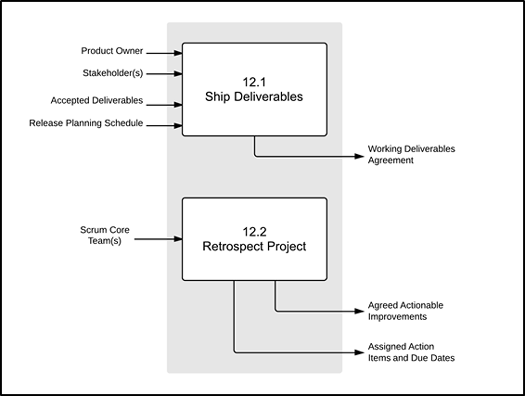 Product Owner
Stakeholder(s)
Accepted Deliverables
Release Planning Schedule
12.1
Ship Deliverables
Working Deliverables
Agreement
Scrum Core
Team(s)
12.2
Retrospect Project
Agreed Actionable
Improvements
Assigned Action
Items and Due Dates